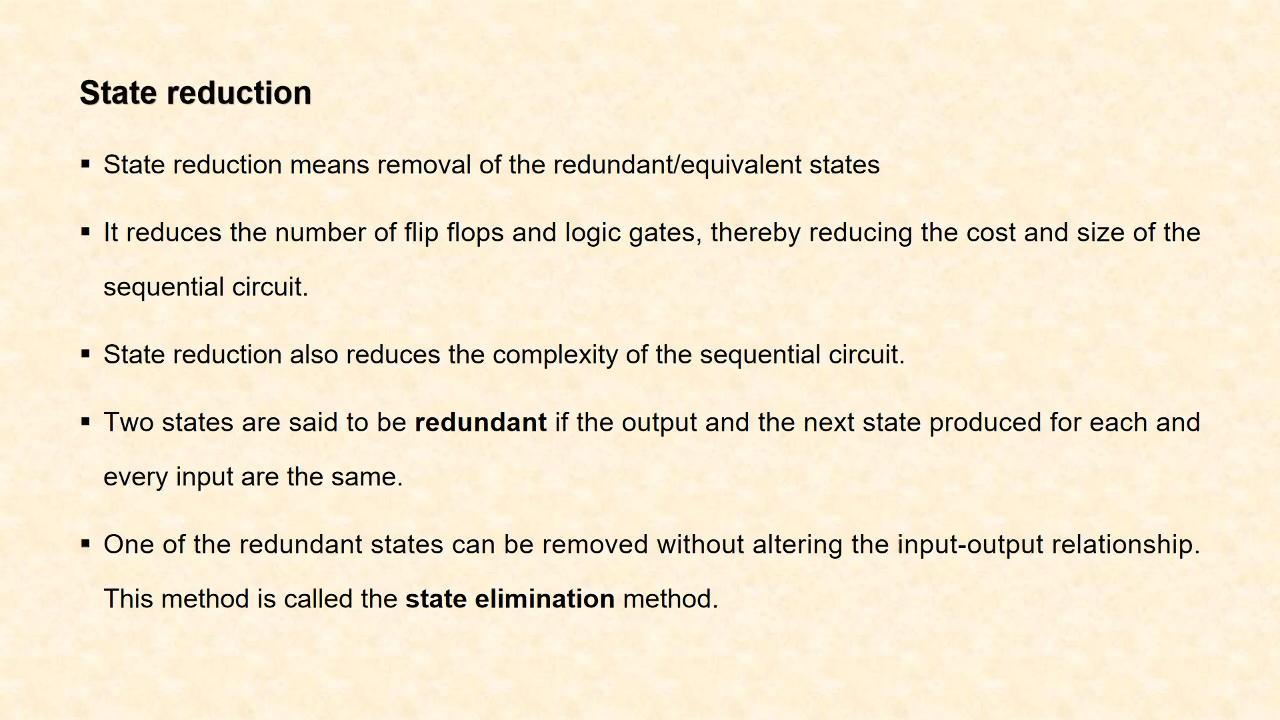 State reduction
▪ State reduction means removal of the redundant/equivalent states
▪ It reduces the number of flip flops and logic gates, thereby reducing the cost and size of the
sequential circuit.
▪ State reduction also reduces the complexity of the sequential circuit.
▪ Two states are said to be redundant if the output and the next state produced for each and
every input are the same.
▪ One of the redundant states can be removed without altering the input-output relationship.
This method is called the state elimination method.